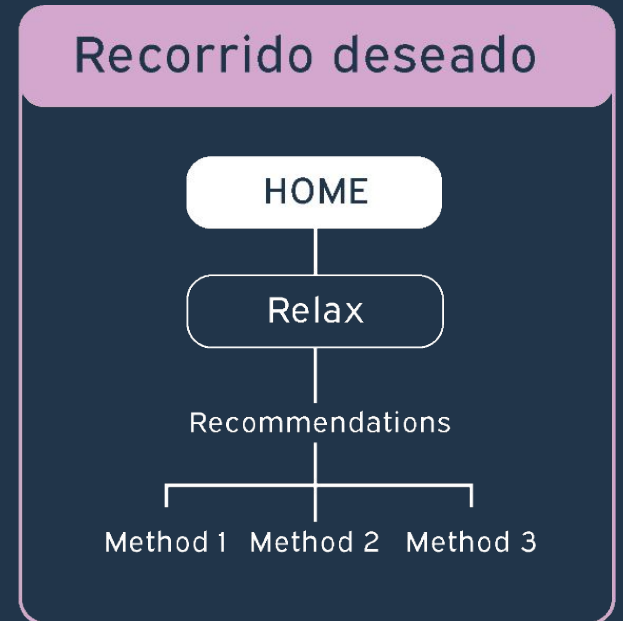 Recorrido deseado
HOME
Relax
Recommendations
Method 1 Method 2 Method 3